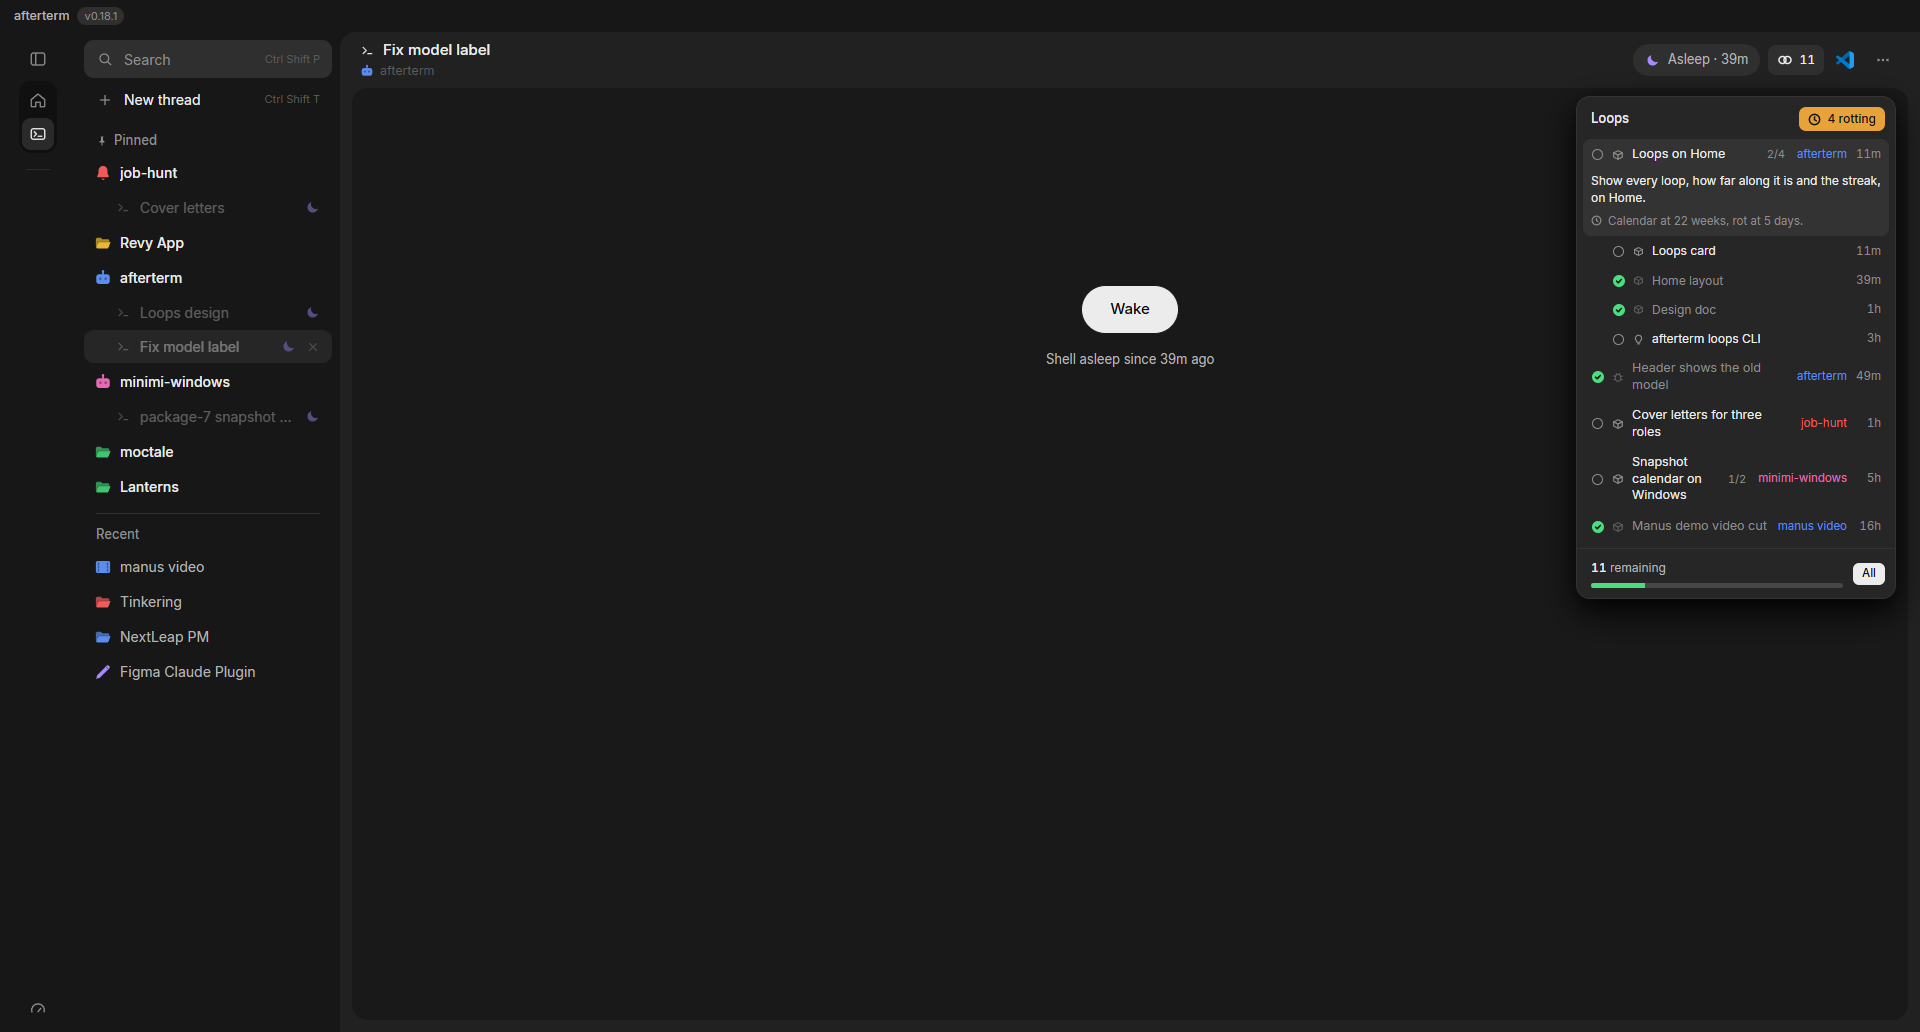 afterterm v0.18.1
Search Ctrl Shift P
New thread Ctrl Shift T
Pinned
job-hunt
Cover letters
Revy App
afterterm
Loops design
Fix model label
minimi-windows
package-7 snapshot ...
moctale
Lanterns
Recent
manus video
Tinkering
NextLeap PM
Figma Claude Plugin
Fix model label
afterterm
Asleep · 39m
11
Wake
Shell asleep since 39m ago
Loops
4 rotting
Loops on Home 2/4 afterterm 11m
Show every loop, how far along it is and the streak,
on Home.
Calendar at 22 weeks, rot at 5 days.
Loops card 11m
Home layout 39m
Design doc 1h
afterterm loops CLI 3h
Header shows the old
model
afterterm 49m
Cover letters for three
roles
job-hunt 1h
Snapshot
calendar on
Windows
1/2 minimi-windows 5h
Manus demo video cut manus video 16h
11 remaining
All